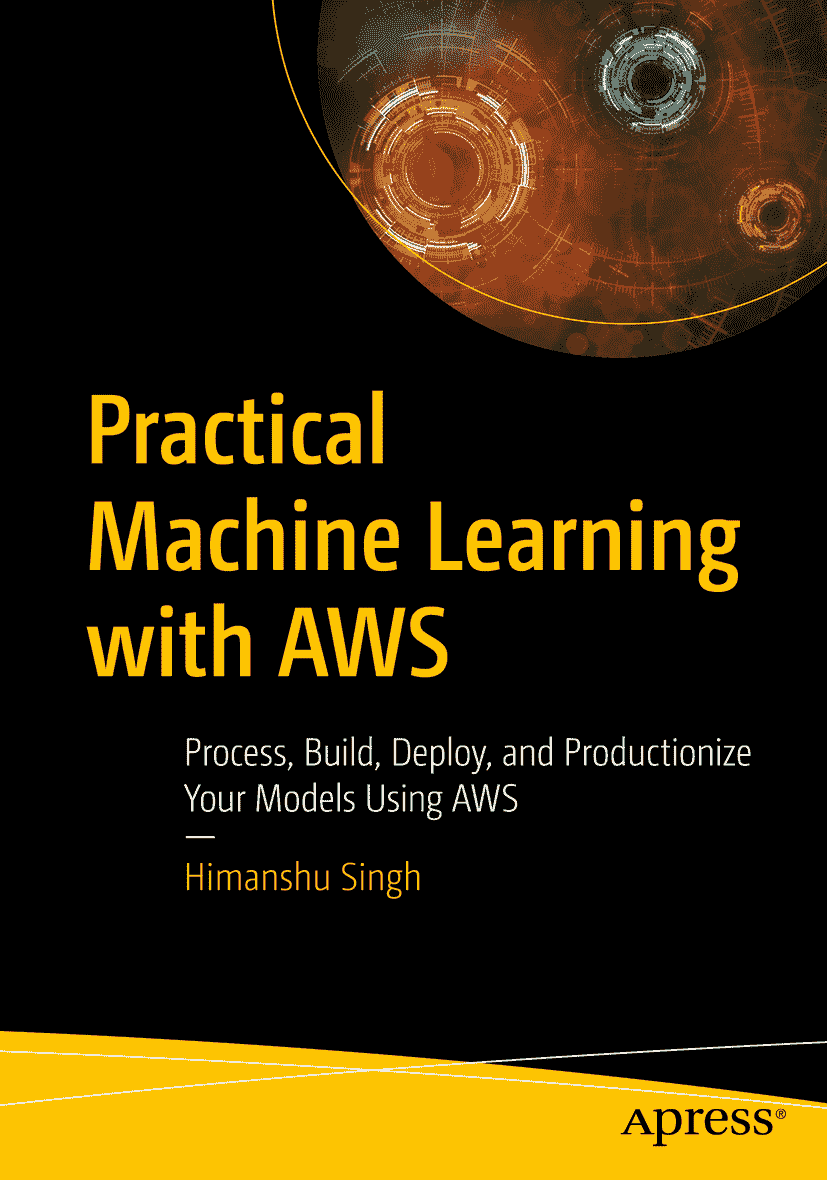 Practical
Machine Learning
with AWS
Process, Build, Deploy, and Productionize
Your Models Using AWS
—
Himanshu Singh
Apress®